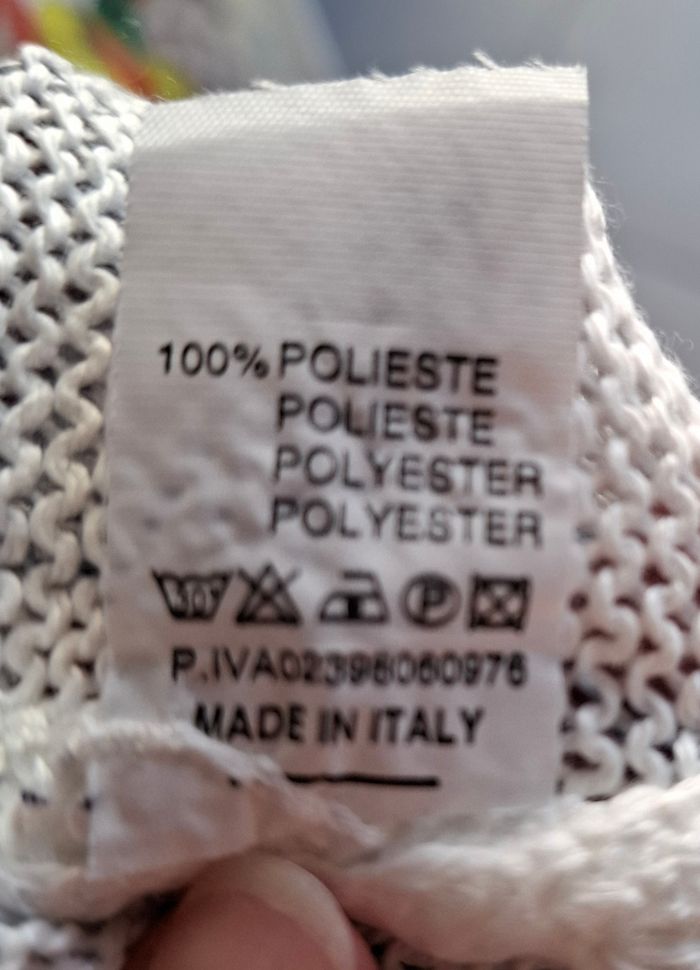 100% POLIESTE
POLIESTE
POLYESTER
POLYESTER
P
P.IVA02396060976
MADE IN ITALY